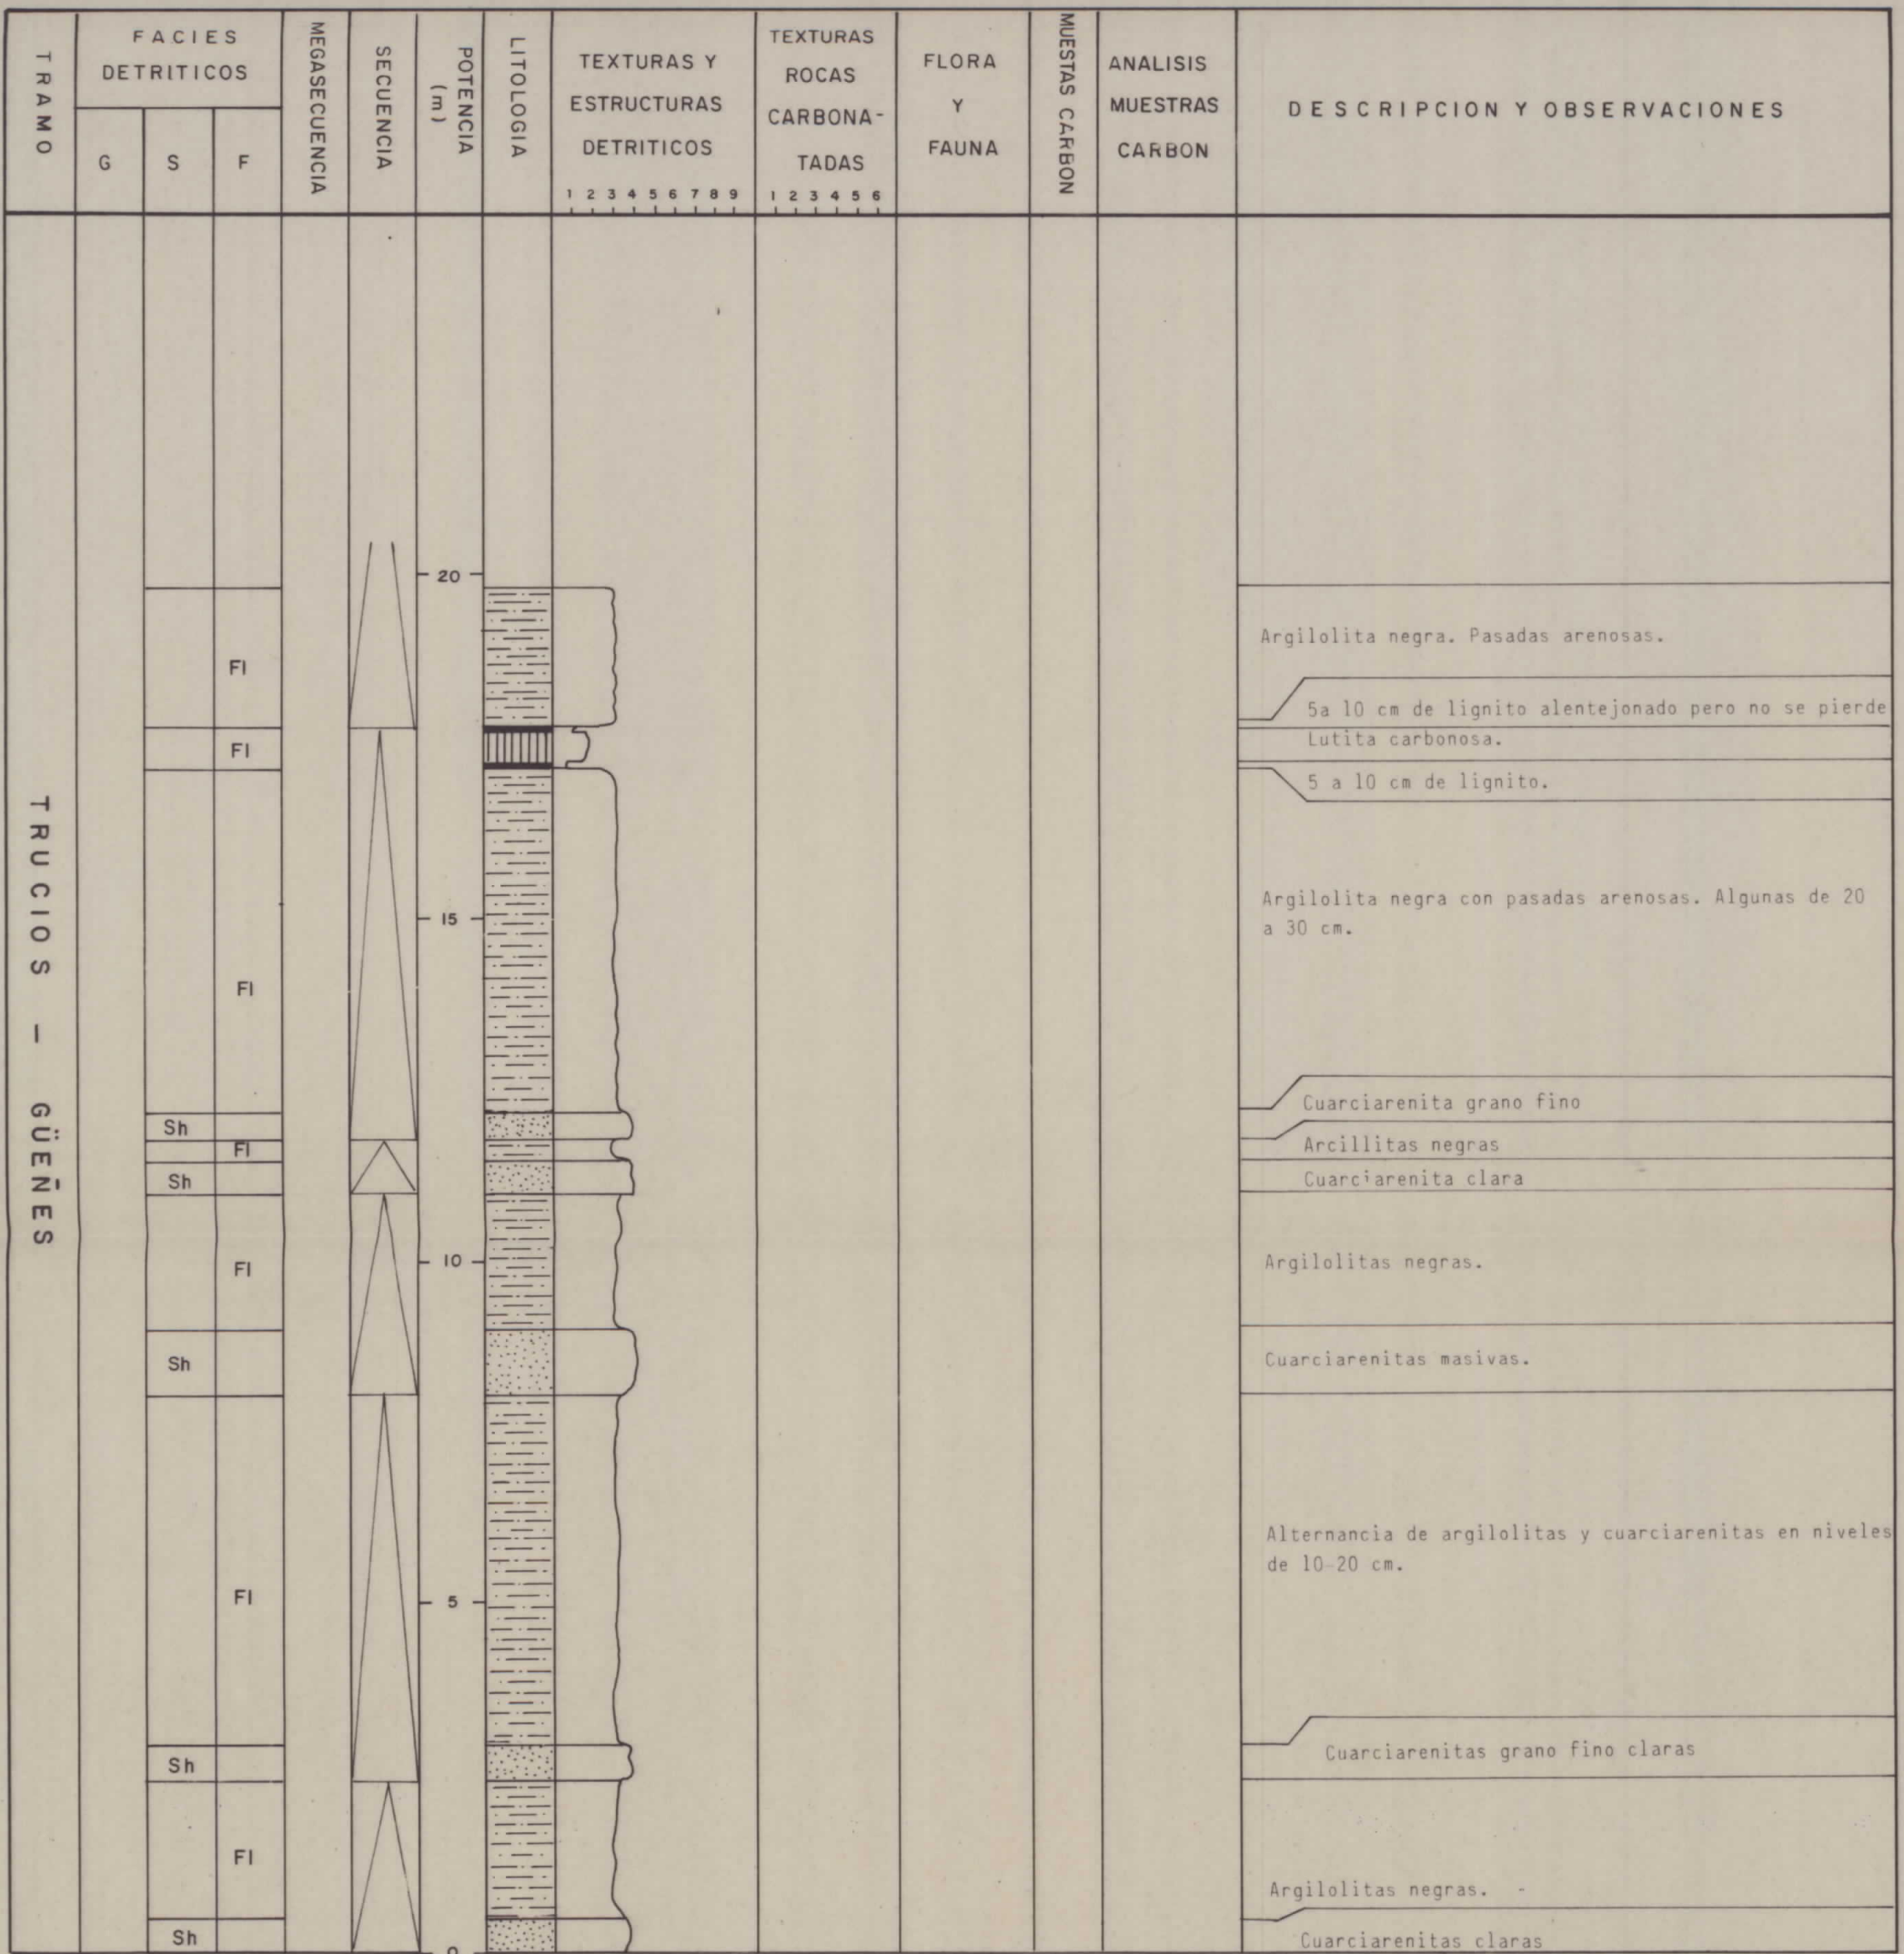 TRAMO
FACIES
DETRITICOS
G S F
MEGASECUENCIA
SECUENCIA
POTENCIA
(m)
LITOLOGIA
TEXTURAS Y
ESTRUCTURAS
DETRITICOS
1 2 3 4 5 6 7 8 9
TEXTURAS
ROCAS
CARBONA-
TADAS
1 2 3 4 5 6
FLORA
Y
FAUNA
MUESTAS CARBON
ANALISIS
MUESTRAS
CARBON
DESCRIPCION Y OBSERVACIONES
TRUCIOS - GÜEÑES
20
Fl
Argilolita negra. Pasadas arenosas.
5a 10 cm de lignito alentejonado pero no se pierde
Fl
Lutita carbonosa.
5 a 10 cm de lignito.
15
Argilolita negra con pasadas arenosas. Algunas de 20
a 30 cm.
Fl
Cuarciarenita grano fino
Sh
Fl
Arcillitas negras
Sh
Cuarciarenita clara
Fl
10
Argilolitas negras.
Sh
Cuarciarenitas masivas.
Alternancia de argilolitas y cuarciarenitas en niveles
de 10-20 cm.
Fl
5
Sh
Cuarciarenitas grano fino claras
Fl
Argilolitas negras. -
Sh
0
Cuarciarenitas claras